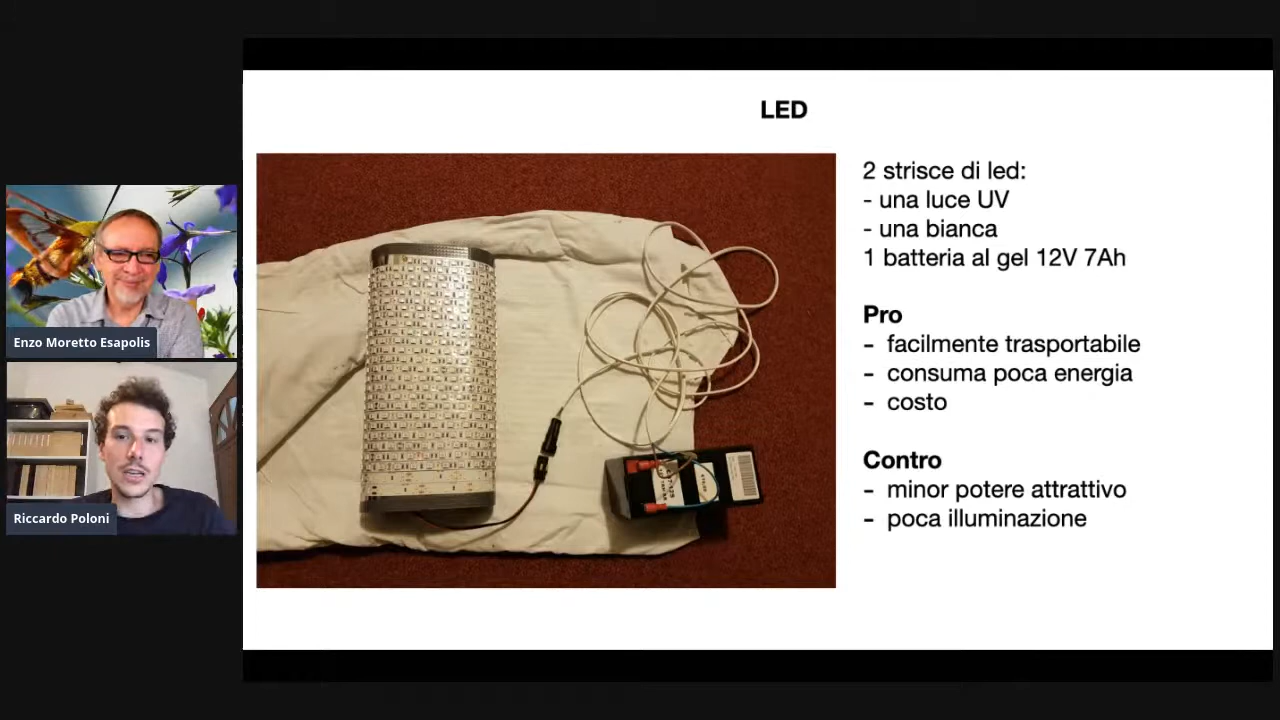 LED
2 strisce di led:
- una luce UV
- una bianca
1 batteria al gel 12V 7Ah
Pro
- facilmente trasportabile
- consuma poca energia
- costo
Contro
- minor potere attrattivo
- poca illuminazione
Enzo Moretto Esapolis
Riccardo Poloni